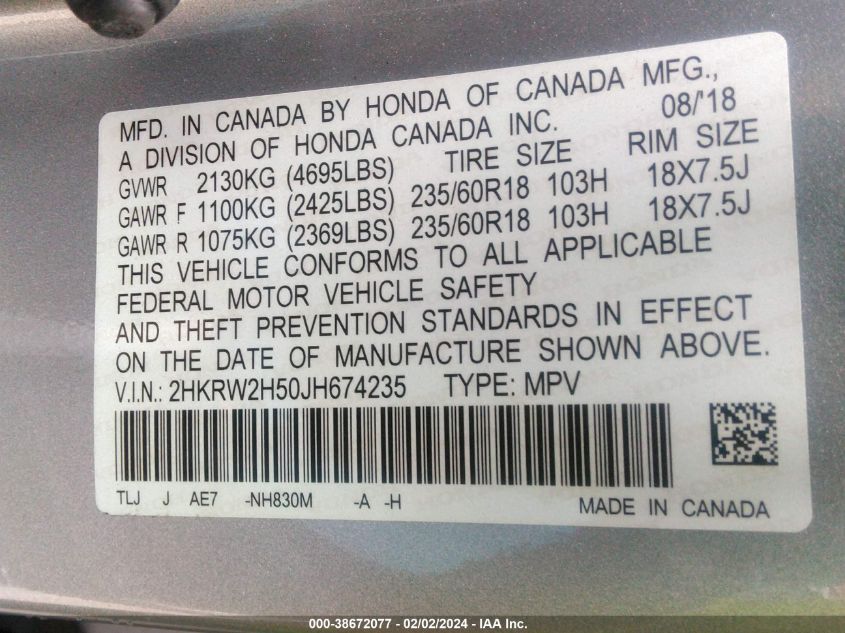 MFD. IN CANADA BY HONDA OF CANADA MFG.,
A DIVISION OF HONDA CANADA INC. 08/'18
TIRE SIZE RIM SIZE
GVWR 2130KG (4695LBS)
GAWR F 1100KG (2425LBS) 235/60R18 103H 18X7.5J
GAWR R 1075KG (2369LBS) 235/60R18 103H 18X7.5J
THIS VEHICLE CONFORMS TO ALL APPLICABLE
FEDERAL MOTOR VEHICLE SAFETY
AND THEFT PREVENTION STANDARDS IN EFFECT
ON THE DATE OF MANUFACTURE SHOWN ABOVE.
V.I.N.: 2HKRW2H50JH674235 TYPE: MPV
TLJ J AE7 -NH830M -A -H MADE IN CANADA
000-38672077 - 02/02/2024 - IAA Inc.